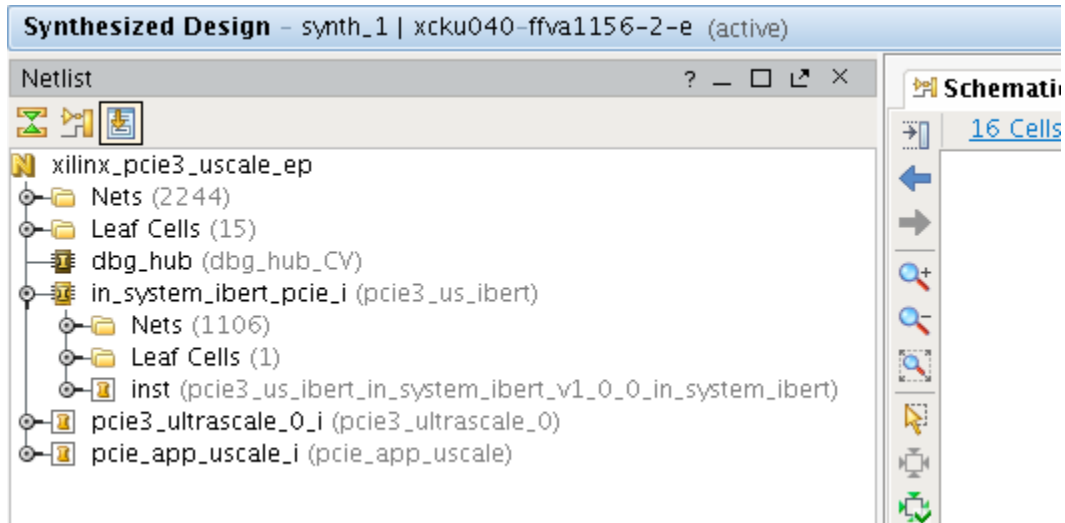 Synthesized Design - synth_1 | xcku040-ffva1156-2-e (active)
Netlist
Schemati
16 Cells
xilinx_pcie3_uscale_ep
Nets (2244)
Leaf Cells (15)
dbg_hub (dbg_hub_CV)
in_system_ibert_pcie_i (pcie3_us_ibert)
Nets (1106)
Leaf Cells (1)
inst (pcie3_us_ibert_in_system_ibert_v1_0_0_in_system_ibert)
pcie3_ultrascale_0_i (pcie3_ultrascale_0)
pcie_app_uscale_i (pcie_app_uscale)